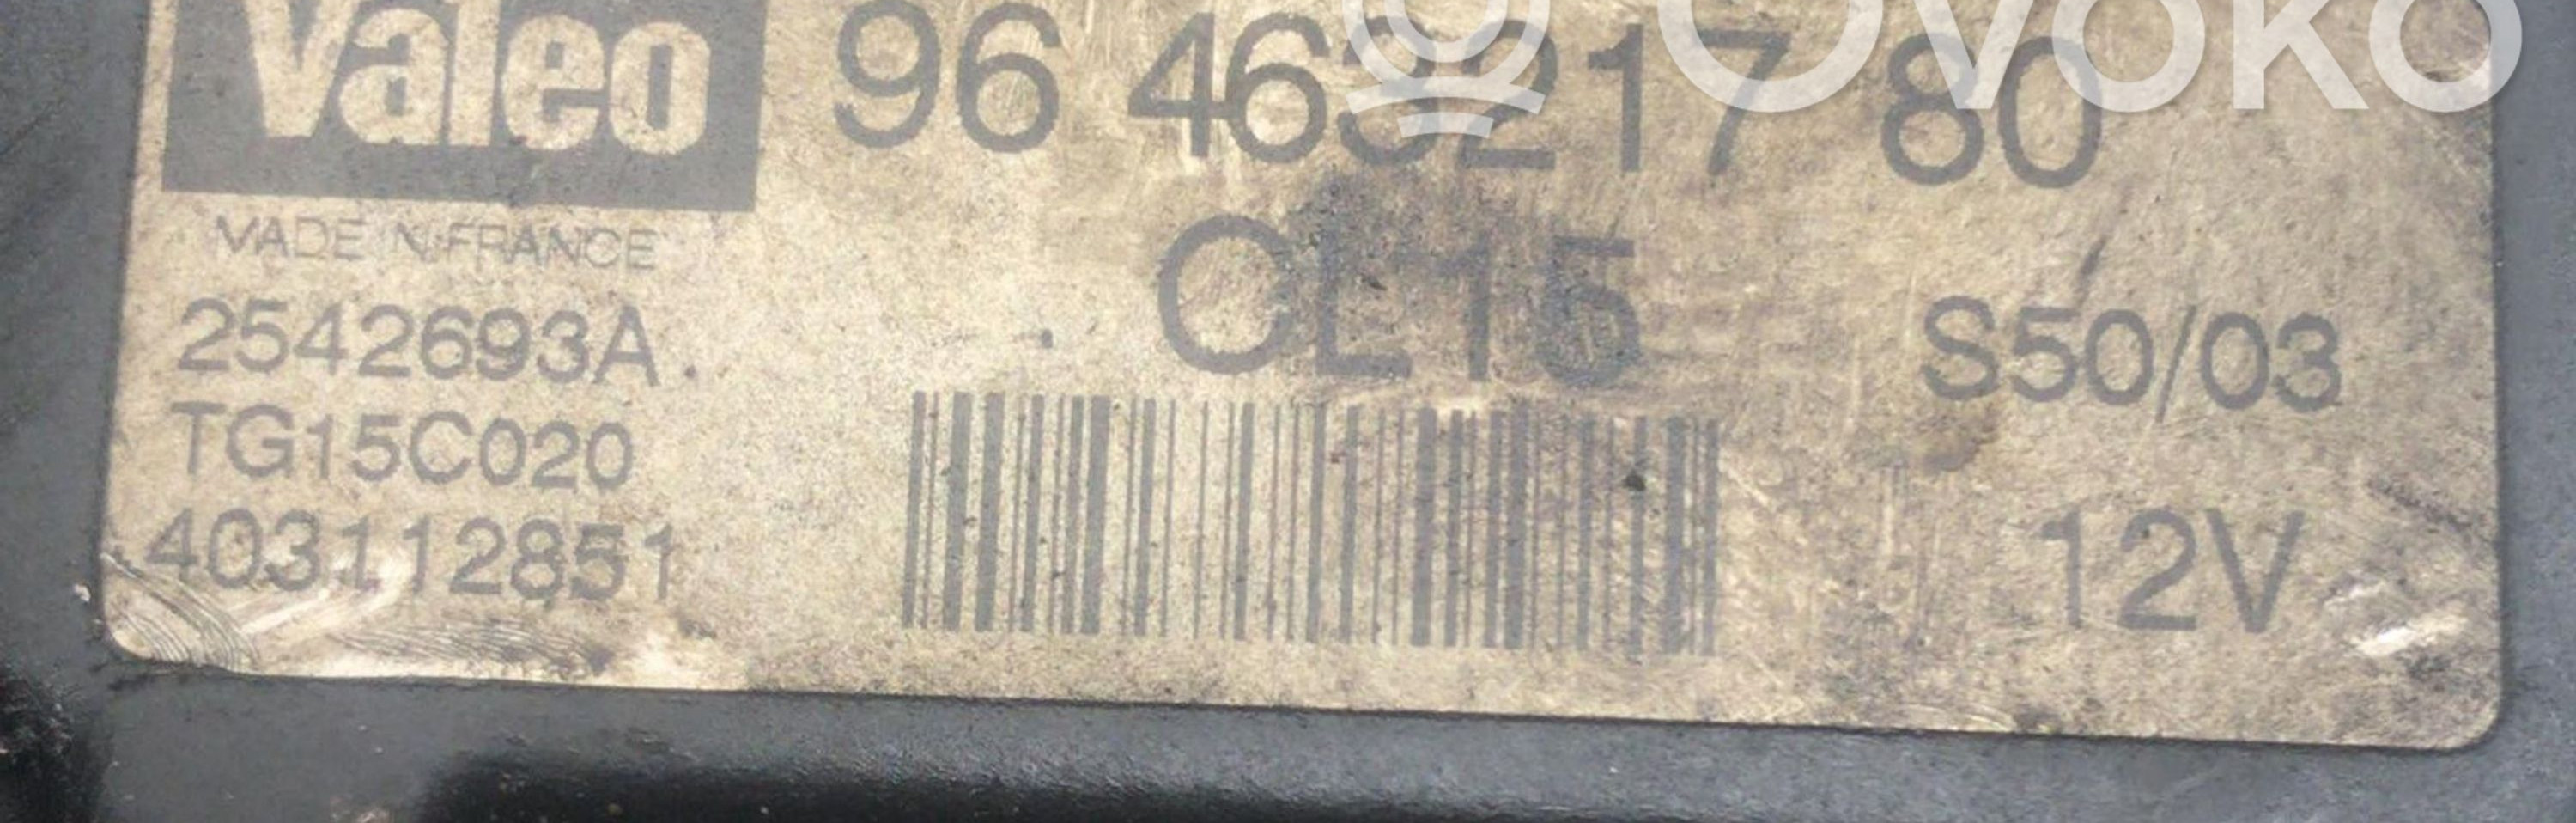 Valeo
96 463217 80
OVOKO
MADE IN FRANCE
CL15
2542693A
S50/03
TG15C020
403112851
12V